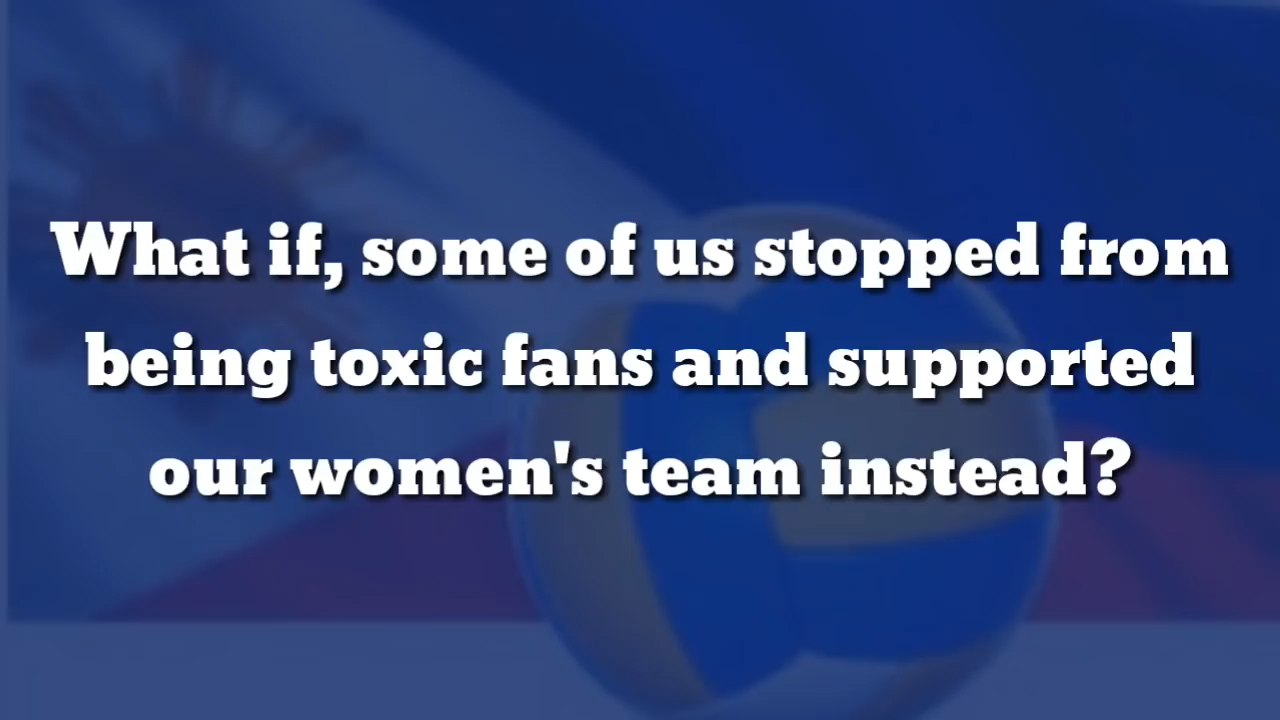 What if, some of us stopped from
being toxic fans and supported
our women's team instead?